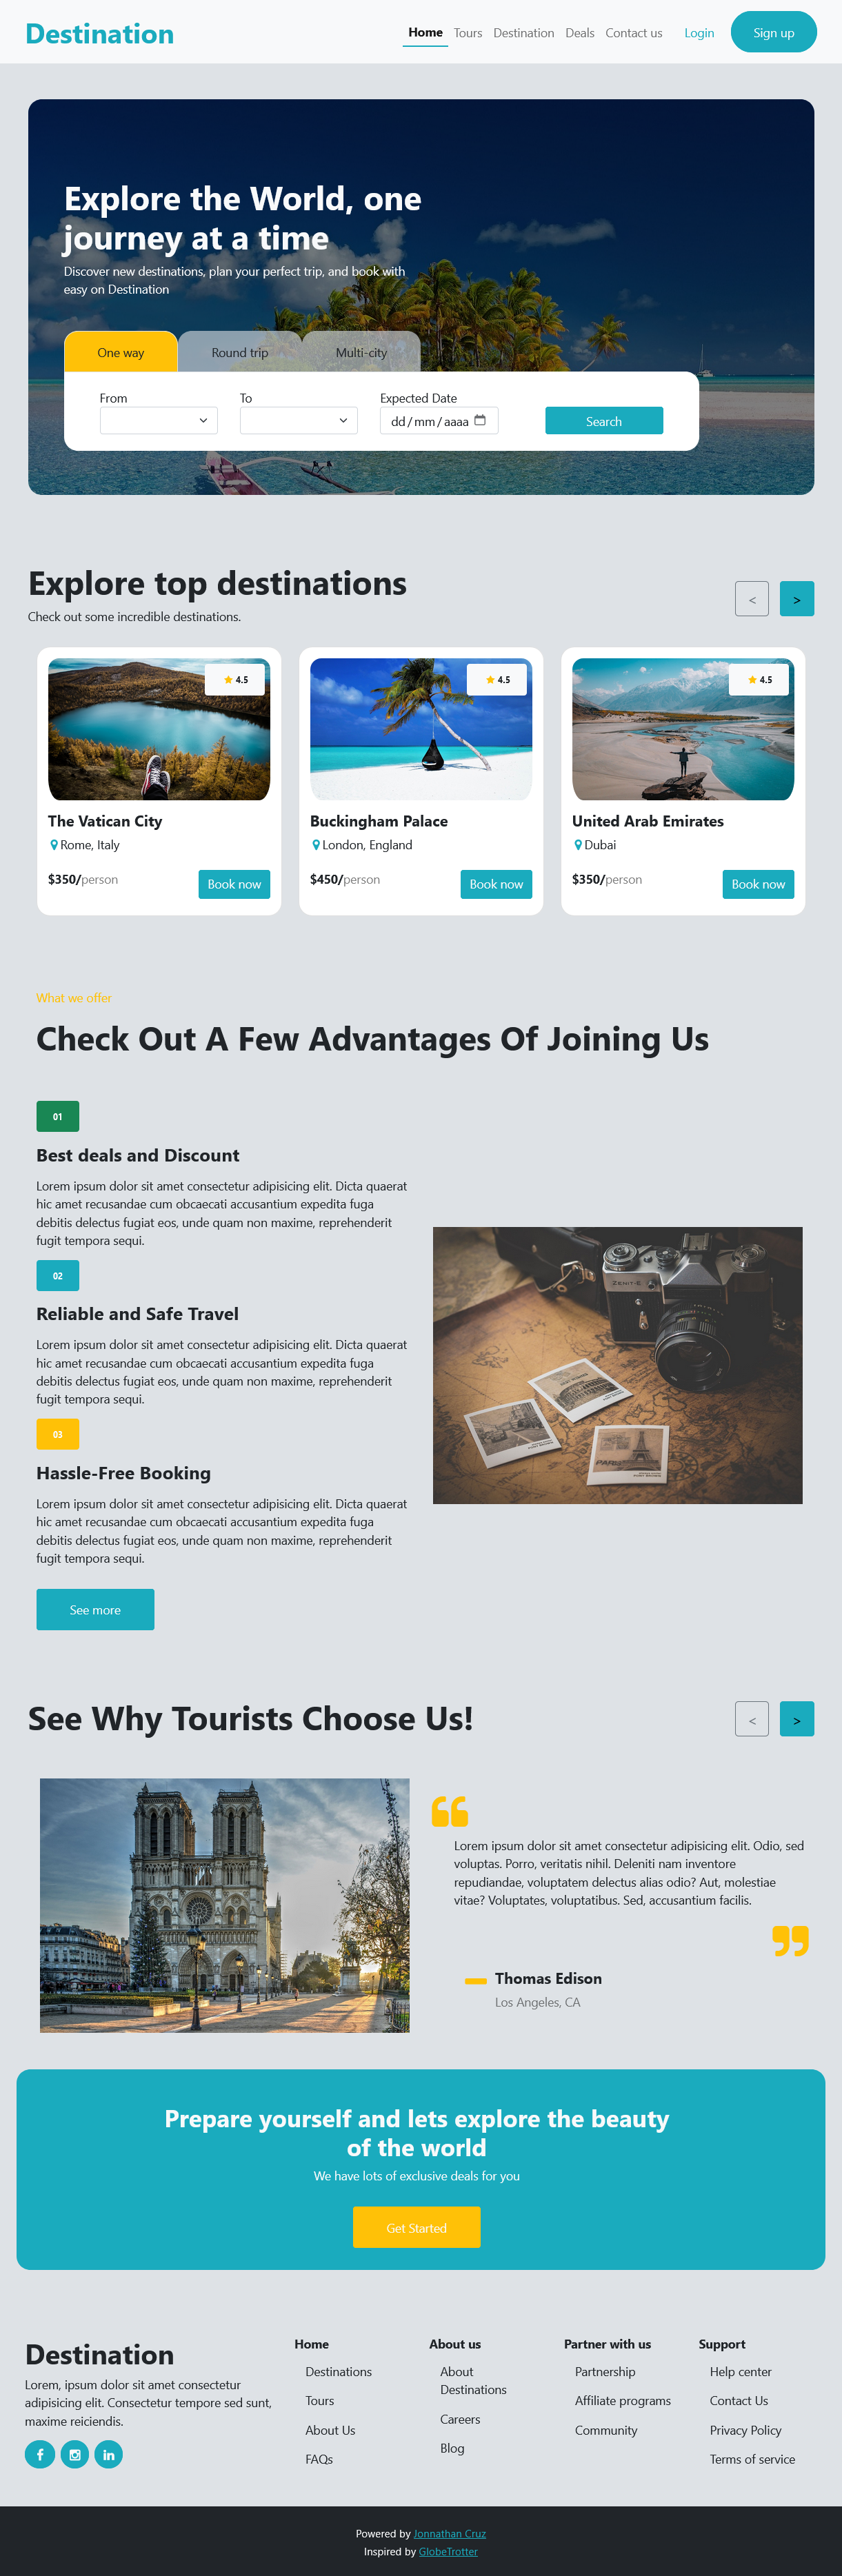 Destination
Home Tours Destination Deals Contact us Login Sign up
Explore the World, one
journey at a time
Discover new destinations, plan your perfect trip, and book with
easy on Destination
One way Round trip Multi-city
From To Expected Date
dd/mm/aaaa Search
Explore top destinations
Check out some incredible destinations.
< >
4.5 4.5 4.5
The Vatican City
Rome, Italy
$350/person Book now
Buckingham Palace
London, England
$450/person Book now
United Arab Emirates
Dubai
$350/person Book now
What we offer
Check Out A Few Advantages Of Joining Us
01
Best deals and Discount
Lorem ipsum dolor sit amet consectetur adipisicing elit. Dicta quaerat
hic amet recusandae cum obcaecati accusantium expedita fuga
debitis delectus fugiat eos, unde quam non maxime, reprehenderit
fugit tempora sequi.
02
Reliable and Safe Travel
Lorem ipsum dolor sit amet consectetur adipisicing elit. Dicta quaerat
hic amet recusandae cum obcaecati accusantium expedita fuga
debitis delectus fugiat eos, unde quam non maxime, reprehenderit
fugit tempora sequi.
03
Hassle-Free Booking
Lorem ipsum dolor sit amet consectetur adipisicing elit. Dicta quaerat
hic amet recusandae cum obcaecati accusantium expedita fuga
debitis delectus fugiat eos, unde quam non maxime, reprehenderit
fugit tempora sequi.
See more
ZENIT-E
See Why Tourists Choose Us!
< >
Lorem ipsum dolor sit amet consectetur adipisicing elit. Odio, sed
voluptas. Porro, veritatis nihil. Deleniti nam inventore
repudiandae, voluptatem delectus alias odio? Aut, molestiae
vitae? Voluptates, voluptatibus. Sed, accusantium facilis.
Thomas Edison
Los Angeles, CA
Prepare yourself and lets explore the beauty
of the world
We have lots of exclusive deals for you
Get Started
Destination
Lorem, ipsum dolor sit amet consectetur
adipisicing elit. Consectetur tempore sed sunt,
maxime reiciendis.
Home
Destinations
Tours
About Us
FAQs
About us
About
Destinations
Careers
Blog
Partner with us
Partnership
Affiliate programs
Community
Support
Help center
Contact Us
Privacy Policy
Terms of service
Powered by Jonnathan Cruz
Inspired by GlobeTrotter